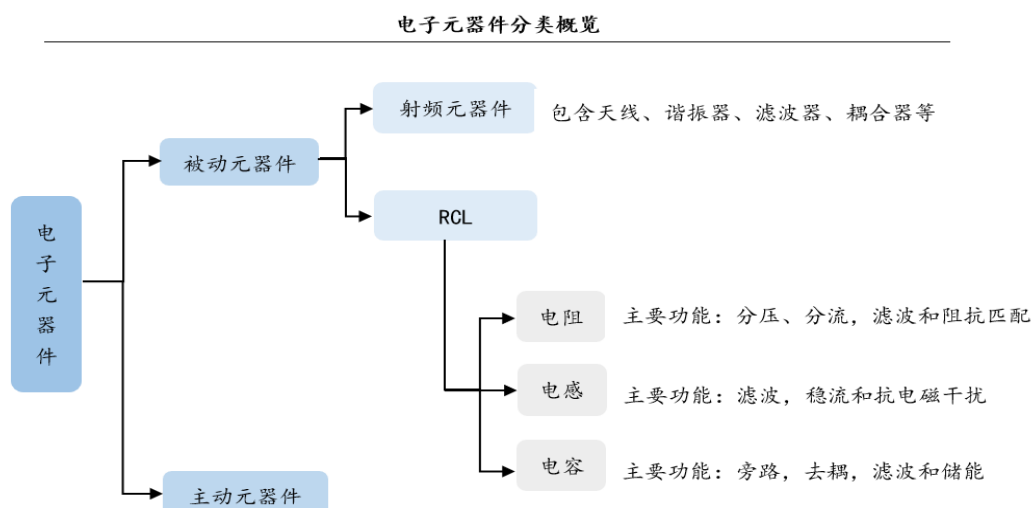 电子元器件分类概览
射频元器件 包含天线、谐振器、滤波器、耦合器等
被动元器件
RCL
电子元器件
电阻 主要功能：分压、分流，滤波和阻抗匹配
电感 主要功能：滤波，稳流和抗电磁干扰
电容 主要功能：旁路，去耦，滤波和储能
主动元器件